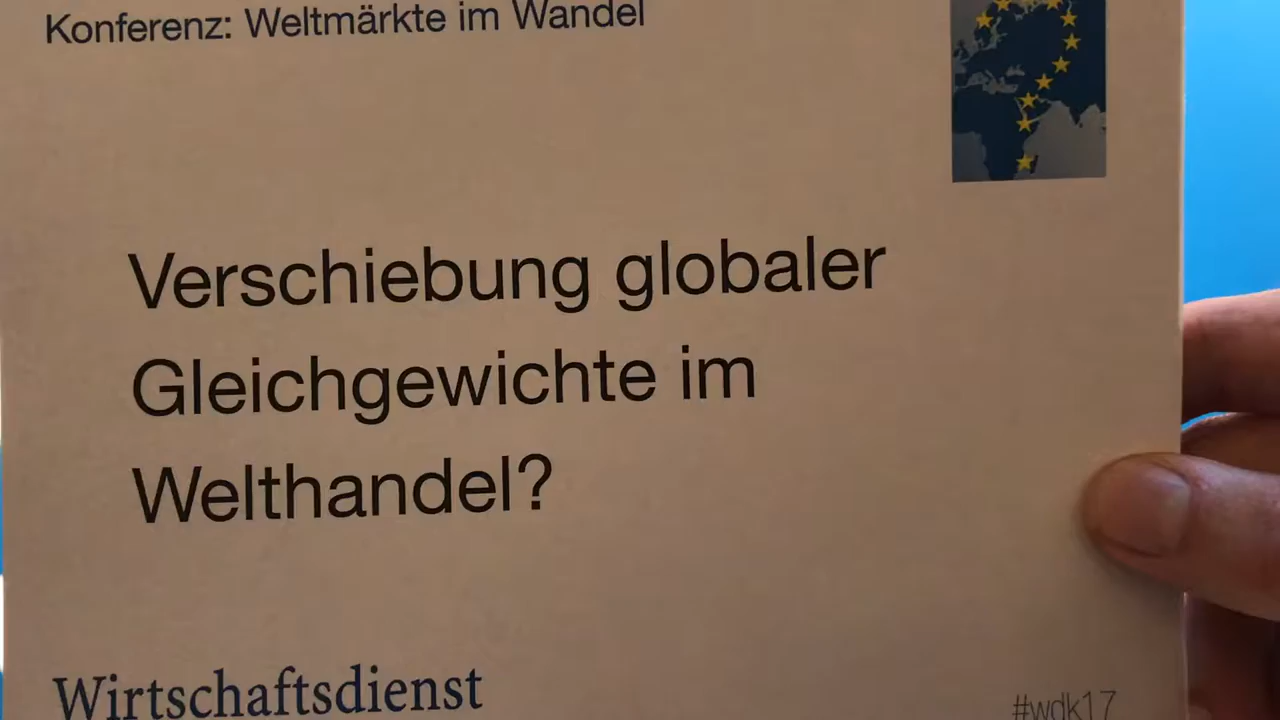 Konferenz: Weltmärkte im Wandel
Verschiebung globaler
Gleichgewichte im
Welthandel?
Wirtschaftsdienst
#wdk17